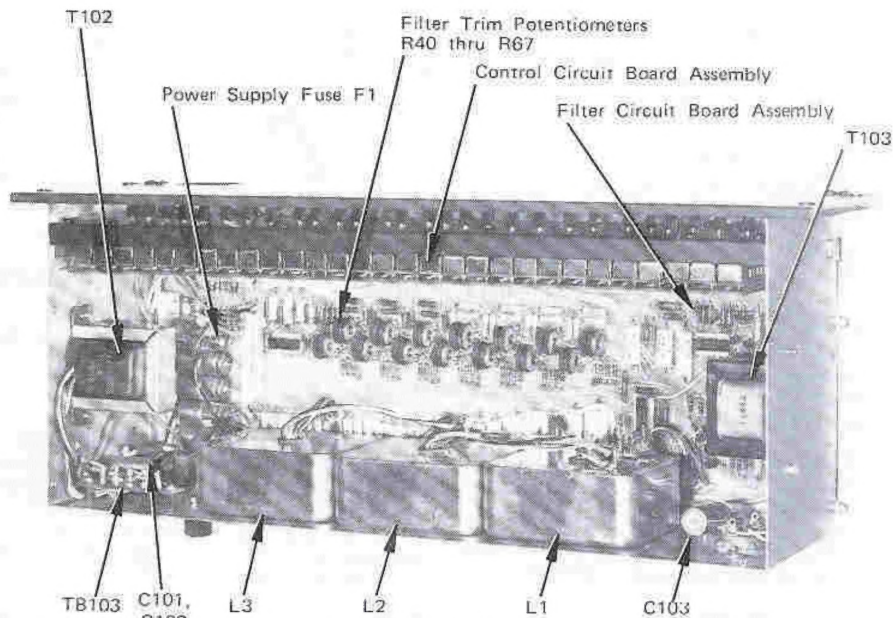 T102
Filter Trim Potentiometers
R40 thru R67
Control Circuit Board Assembly
Power Supply Fuse F1
Filter Circuit Board Assembly
T103
TB103
C101,
L3
L2
L1
C103